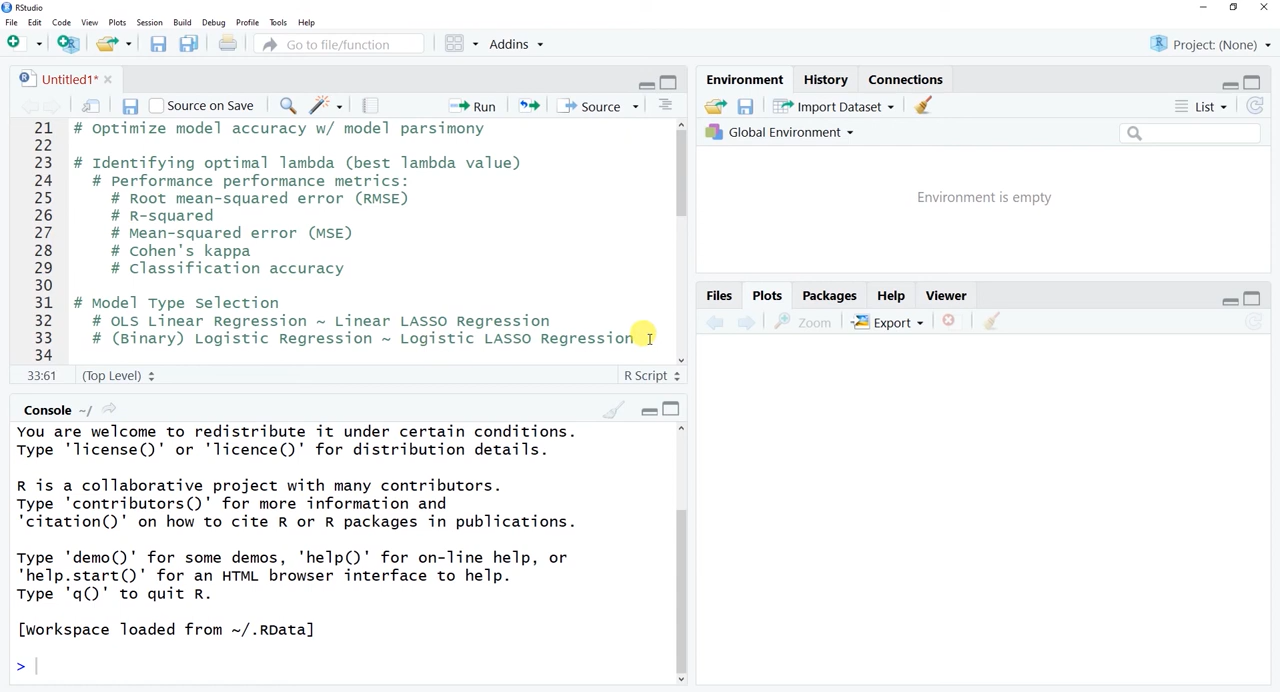 RStudio
File Edit Code View Plots Session Build Debug Profile Tools Help
Go to file/function
Addins
Project: (None)
Untitled1*
Source on Save
Run
Source
21 # Optimize model accuracy w/ model parsimony
22
23 # Identifying optimal lambda (best lambda value)
24 # Performance performance metrics:
25 # Root mean-squared error (RMSE)
26 # R-squared
27 # Mean-squared error (MSE)
28 # Cohen's kappa
29 # Classification accuracy
30
31 # Model Type Selection
32 # OLS Linear Regression ~ Linear LASSO Regression
33 # (Binary) Logistic Regression ~ Logistic LASSO Regression
34
33:61 (Top Level) R Script
Console ~/
You are welcome to redistribute it under certain conditions.
Type 'license()' or 'licence()' for distribution details.
R is a collaborative project with many contributors.
Type 'contributors()' for more information and
'citation()' on how to cite R or R packages in publications.
Type 'demo()' for some demos, 'help()' for on-line help, or
'help.start()' for an HTML browser interface to help.
Type 'q()' to quit R.
[Workspace loaded from ~/.RData]
>
Environment History Connections
Import Dataset List
Global Environment
Environment is empty
Files Plots Packages Help Viewer
Zoom Export